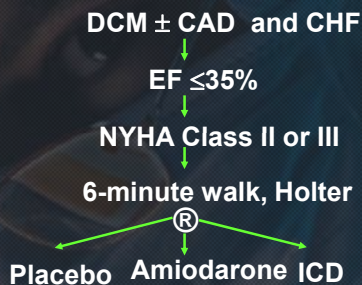 DCM ± CAD and CHF
EF ≤35%
NYHA Class II or III
6-minute walk, Holter
R
Placebo Amiodarone ICD